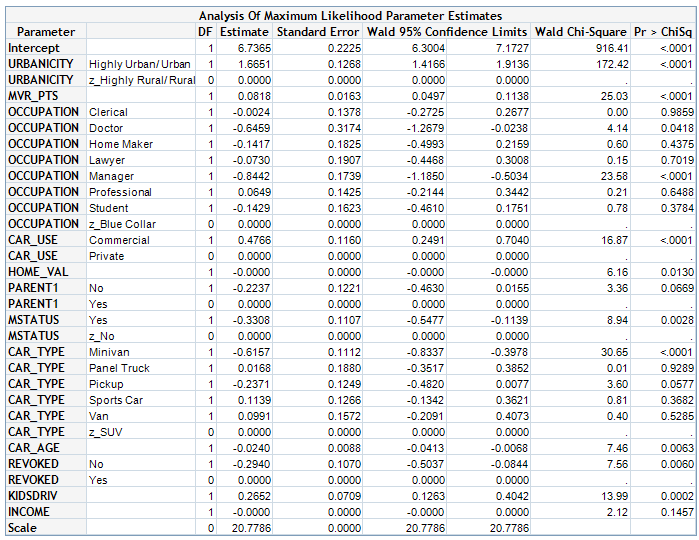 Analysis Of Maximum Likelihood Parameter Estimates
Parameter DF Estimate Standard Error Wald 95% Confidence Limits Wald Chi-Square Pr > ChiSq
Intercept 1 6.7365 0.2225 6.3004 7.1727 916.41 <.0001
URBANICITY Highly Urban/ Urban 1 1.6651 0.1268 1.4166 1.9136 172.42 <.0001
URBANICITY z_Highly Rural/ Rural 0 0.0000 0.0000 0.0000 0.0000 . .
MVR_PTS 1 0.0818 0.0163 0.0497 0.1138 25.03 <.0001
OCCUPATION Clerical 1 -0.0024 0.1378 -0.2725 0.2677 0.00 0.9859
OCCUPATION Doctor 1 -0.6459 0.3174 -1.2679 -0.0238 4.14 0.0418
OCCUPATION Home Maker 1 -0.1417 0.1825 -0.4993 0.2159 0.60 0.4375
OCCUPATION Lawyer 1 -0.0730 0.1907 -0.4468 0.3008 0.15 0.7019
OCCUPATION Manager 1 -0.8442 0.1739 -1.1850 -0.5034 23.58 <.0001
OCCUPATION Professional 1 0.0649 0.1425 -0.2144 0.3442 0.21 0.6488
OCCUPATION Student 1 -0.1429 0.1623 -0.4610 0.1751 0.78 0.3784
OCCUPATION z_Blue Collar 0 0.0000 0.0000 0.0000 0.0000 . .
CAR_USE Commercial 1 0.4766 0.1160 0.2491 0.7040 16.87 <.0001
CAR_USE Private 0 0.0000 0.0000 0.0000 0.0000 . .
HOME_VAL 1 -0.0000 0.0000 -0.0000 -0.0000 6.16 0.0130
PARENT1 No 1 -0.2237 0.1221 -0.4630 0.0155 3.36 0.0669
PARENT1 Yes 0 0.0000 0.0000 0.0000 0.0000 . .
MSTATUS Yes 1 -0.3308 0.1107 -0.5477 -0.1139 8.94 0.0028
MSTATUS z_No 0 0.0000 0.0000 0.0000 0.0000 . .
CAR_TYPE Minivan 1 -0.6157 0.1112 -0.8337 -0.3978 30.65 <.0001
CAR_TYPE Panel Truck 1 0.0168 0.1880 -0.3517 0.3852 0.01 0.9289
CAR_TYPE Pickup 1 -0.2371 0.1249 -0.4820 0.0077 3.60 0.0577
CAR_TYPE Sports Car 1 0.1139 0.1266 -0.1342 0.3621 0.81 0.3682
CAR_TYPE Van 1 0.0991 0.1572 -0.2091 0.4073 0.40 0.5285
CAR_TYPE z_SUV 0 0.0000 0.0000 0.0000 0.0000 . .
CAR_AGE 1 -0.0240 0.0088 -0.0413 -0.0068 7.46 0.0063
REVOKED No 1 -0.2940 0.1070 -0.5037 -0.0844 7.56 0.0060
REVOKED Yes 0 0.0000 0.0000 0.0000 0.0000 . .
KIDSDRIV 1 0.2652 0.0709 0.1263 0.4042 13.99 0.0002
INCOME 1 -0.0000 0.0000 -0.0000 0.0000 2.12 0.1457
Scale 0 20.7786 0.0000 20.7786 20.7786